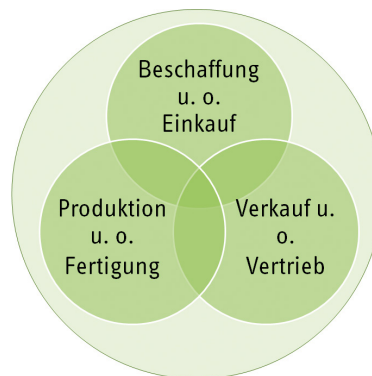 Beschaffung
u. o.
Einkauf
Produktion
u. o.
Fertigung
Verkauf u.
o.
Vertrieb